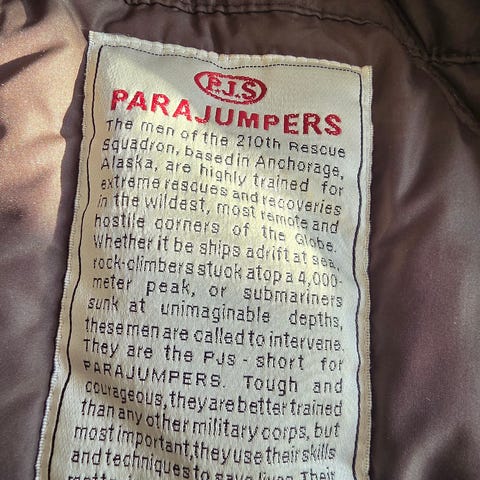 P.J.S
PARAJUMPERS
The men of the 210th Rescue
Squadron, based in Anchorage,
Alaska, are highly trained for
extreme rescues and recoveries
in the wildest, most remote and
hostile corners of the Globe.
Whether it be ships adrift at sea,
rock-climbers stuck atop a 4,000-
meter peak, or submariners
sunk at unimaginable depths,
these men are called to intervene.
They are the PJs - short for
PARAJUMPERS. Tough and
courageous, they are better trained
than any other military corps, but
most important, they use their skills
and techniques to save lives. Their